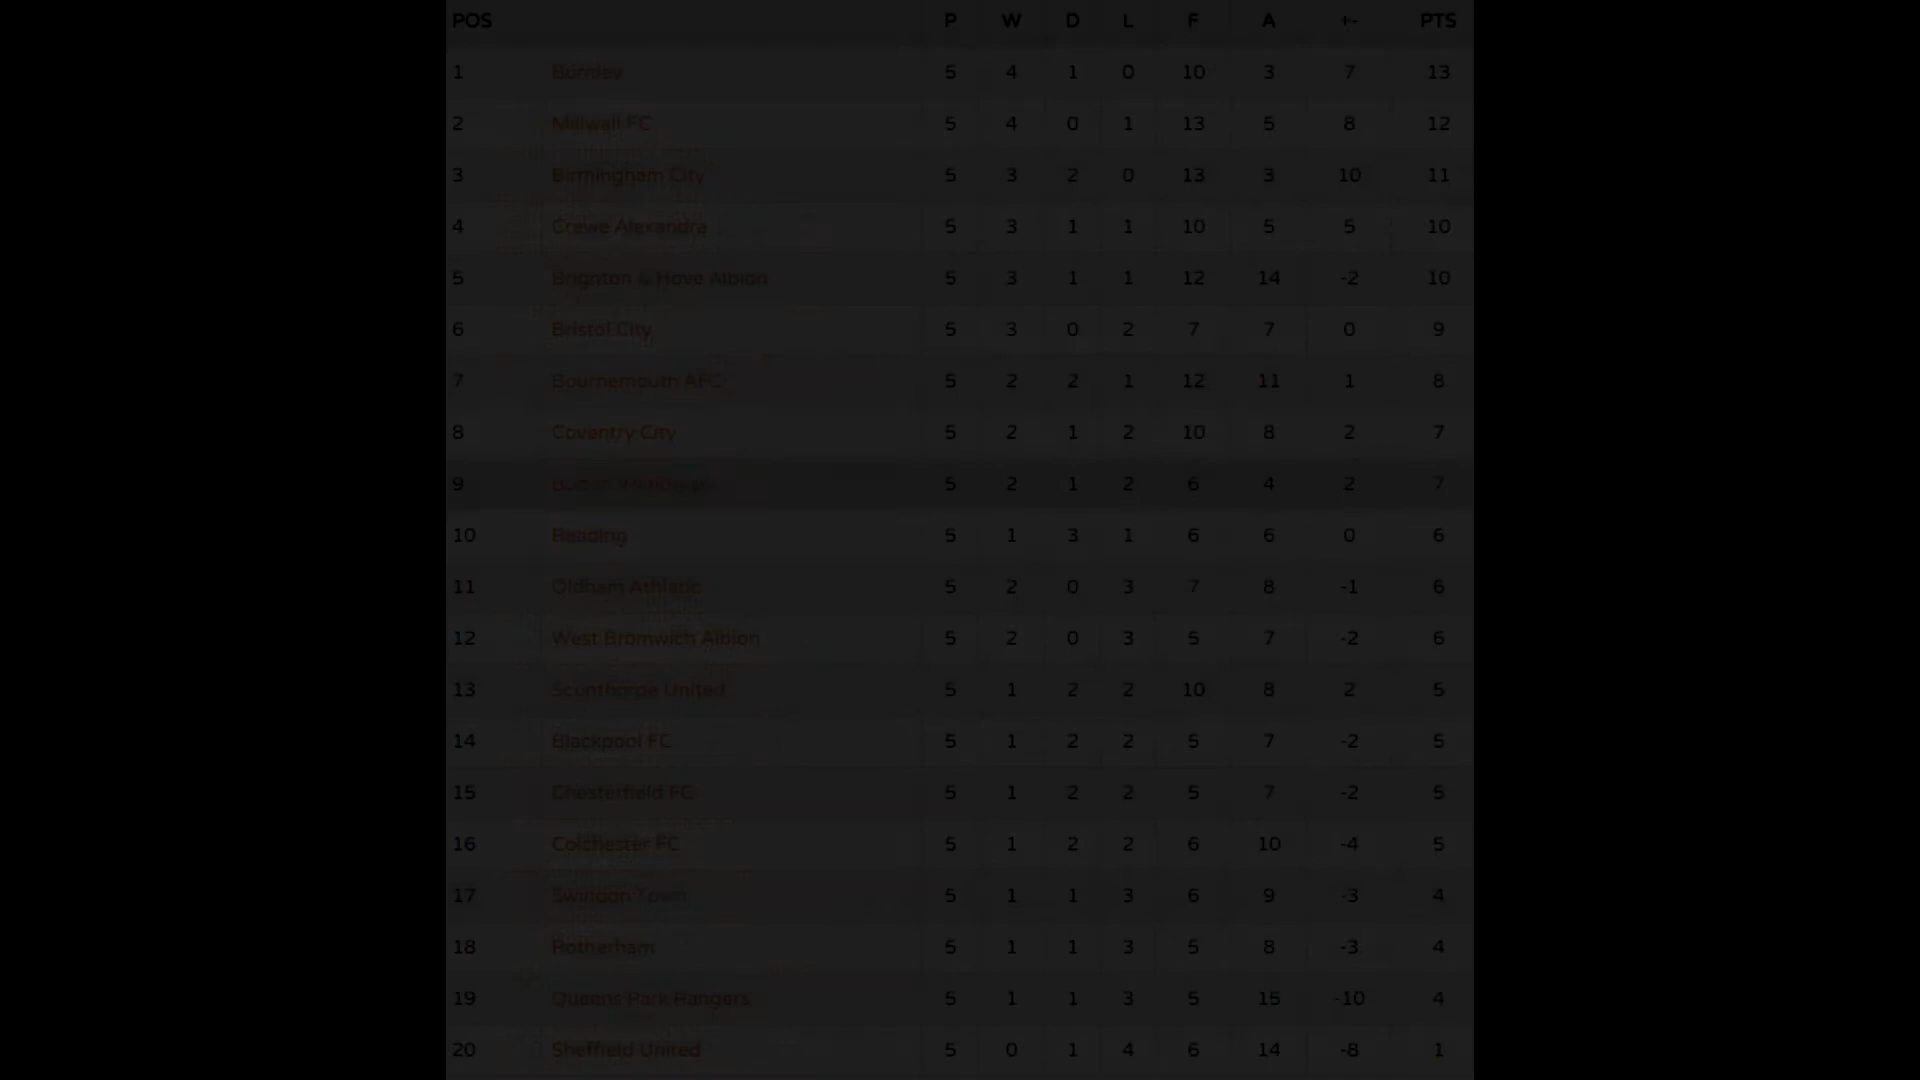 POS P W D L F A +- PTS
1 Burnley 5 4 1 0 10 3 7 13
2 Millwall FC 5 4 0 1 13 5 8 12
3 Birmingham City 5 3 2 0 13 3 10 11
4 Crewe Alexandra 5 3 1 1 10 5 5 10
5 Brighton & Hove Albion 5 3 1 1 12 14 -2 10
6 Bristol City 5 3 0 2 7 7 0 9
7 Bournemouth AFC 5 2 2 1 12 11 1 8
8 Coventry City 5 2 1 2 10 8 2 7
9 5 2 1 2 6 4 2 7
10 Reading 5 1 3 1 6 6 0 6
11 Oldham Athletic 5 2 0 3 7 8 -1 6
12 West Bromwich Albion 5 2 0 3 5 7 -2 6
13 Scunthorpe United 5 1 2 2 10 8 2 5
14 Blackpool FC 5 1 2 2 5 7 -2 5
15 Chesterfield FC 5 1 2 2 5 7 -2 5
16 Colchester FC 5 1 2 2 6 10 -4 5
17 Swindon Town 5 1 1 3 6 9 -3 4
18 Rotherham 5 1 1 3 5 8 -3 4
19 Queens Park Rangers 5 1 1 3 5 15 -10 4
20 Sheffield United 5 0 1 4 6 14 -8 1